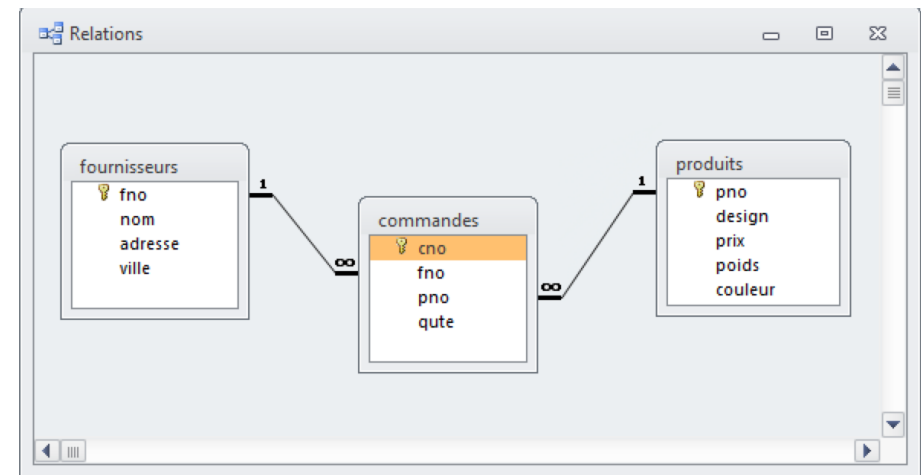 Relations
fournisseurs
fno
nom
adresse
ville
1
∞
commandes
cno
fno
pno
qute
∞
1
produits
pno
design
prix
poids
couleur